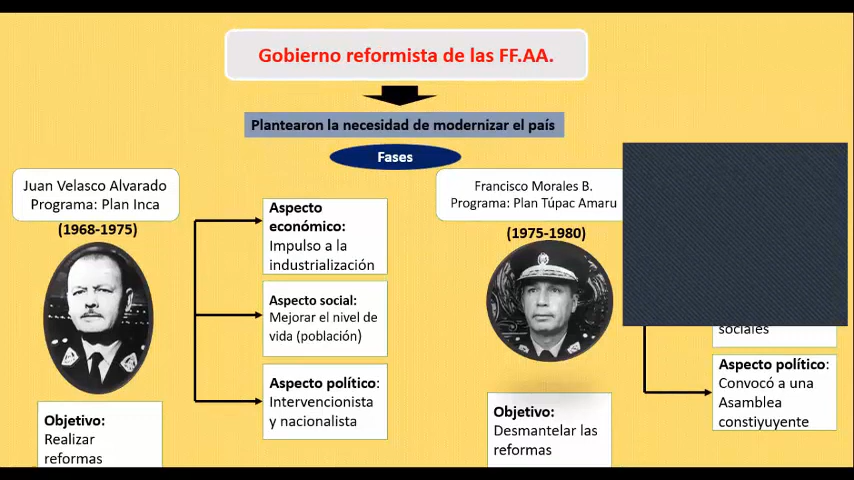 Gobierno reformista de las FF.AA.
Plantearon la necesidad de modernizar el país
Fases
Juan Velasco Alvarado
Programa: Plan Inca
(1968-1975)
Aspecto
económico:
Impulso a la
industrialización
Aspecto social:
Mejorar el nivel de
vida (población)
Aspecto político:
Intervencionista
y nacionalista
Objetivo:
Realizar
reformas
Francisco Morales B.
Programa: Plan Túpac Amaru
(1975-1980)
Objetivo:
Desmantelar las
reformas
sociales
Aspecto político:
Convocó a una
Asamblea
constiyuyente